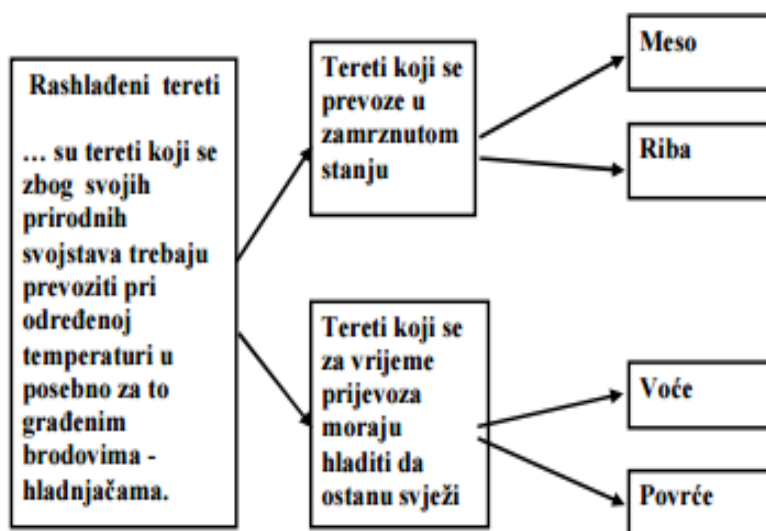 Rashlađeni tereti
... su tereti koji se
zbog svojih
prirodnih
svojstava trebaju
prevoziti pri
određenoj
temperaturi u
posebno za to
građenim
brodovima -
hladnjačama.
Tereti koji se
prevoze u
zamrznutom
stanju
Meso
Riba
Tereti koji se
za vrijeme
prijevoza
moraju
hladiti da
ostanu svježi
Voće
Povrće